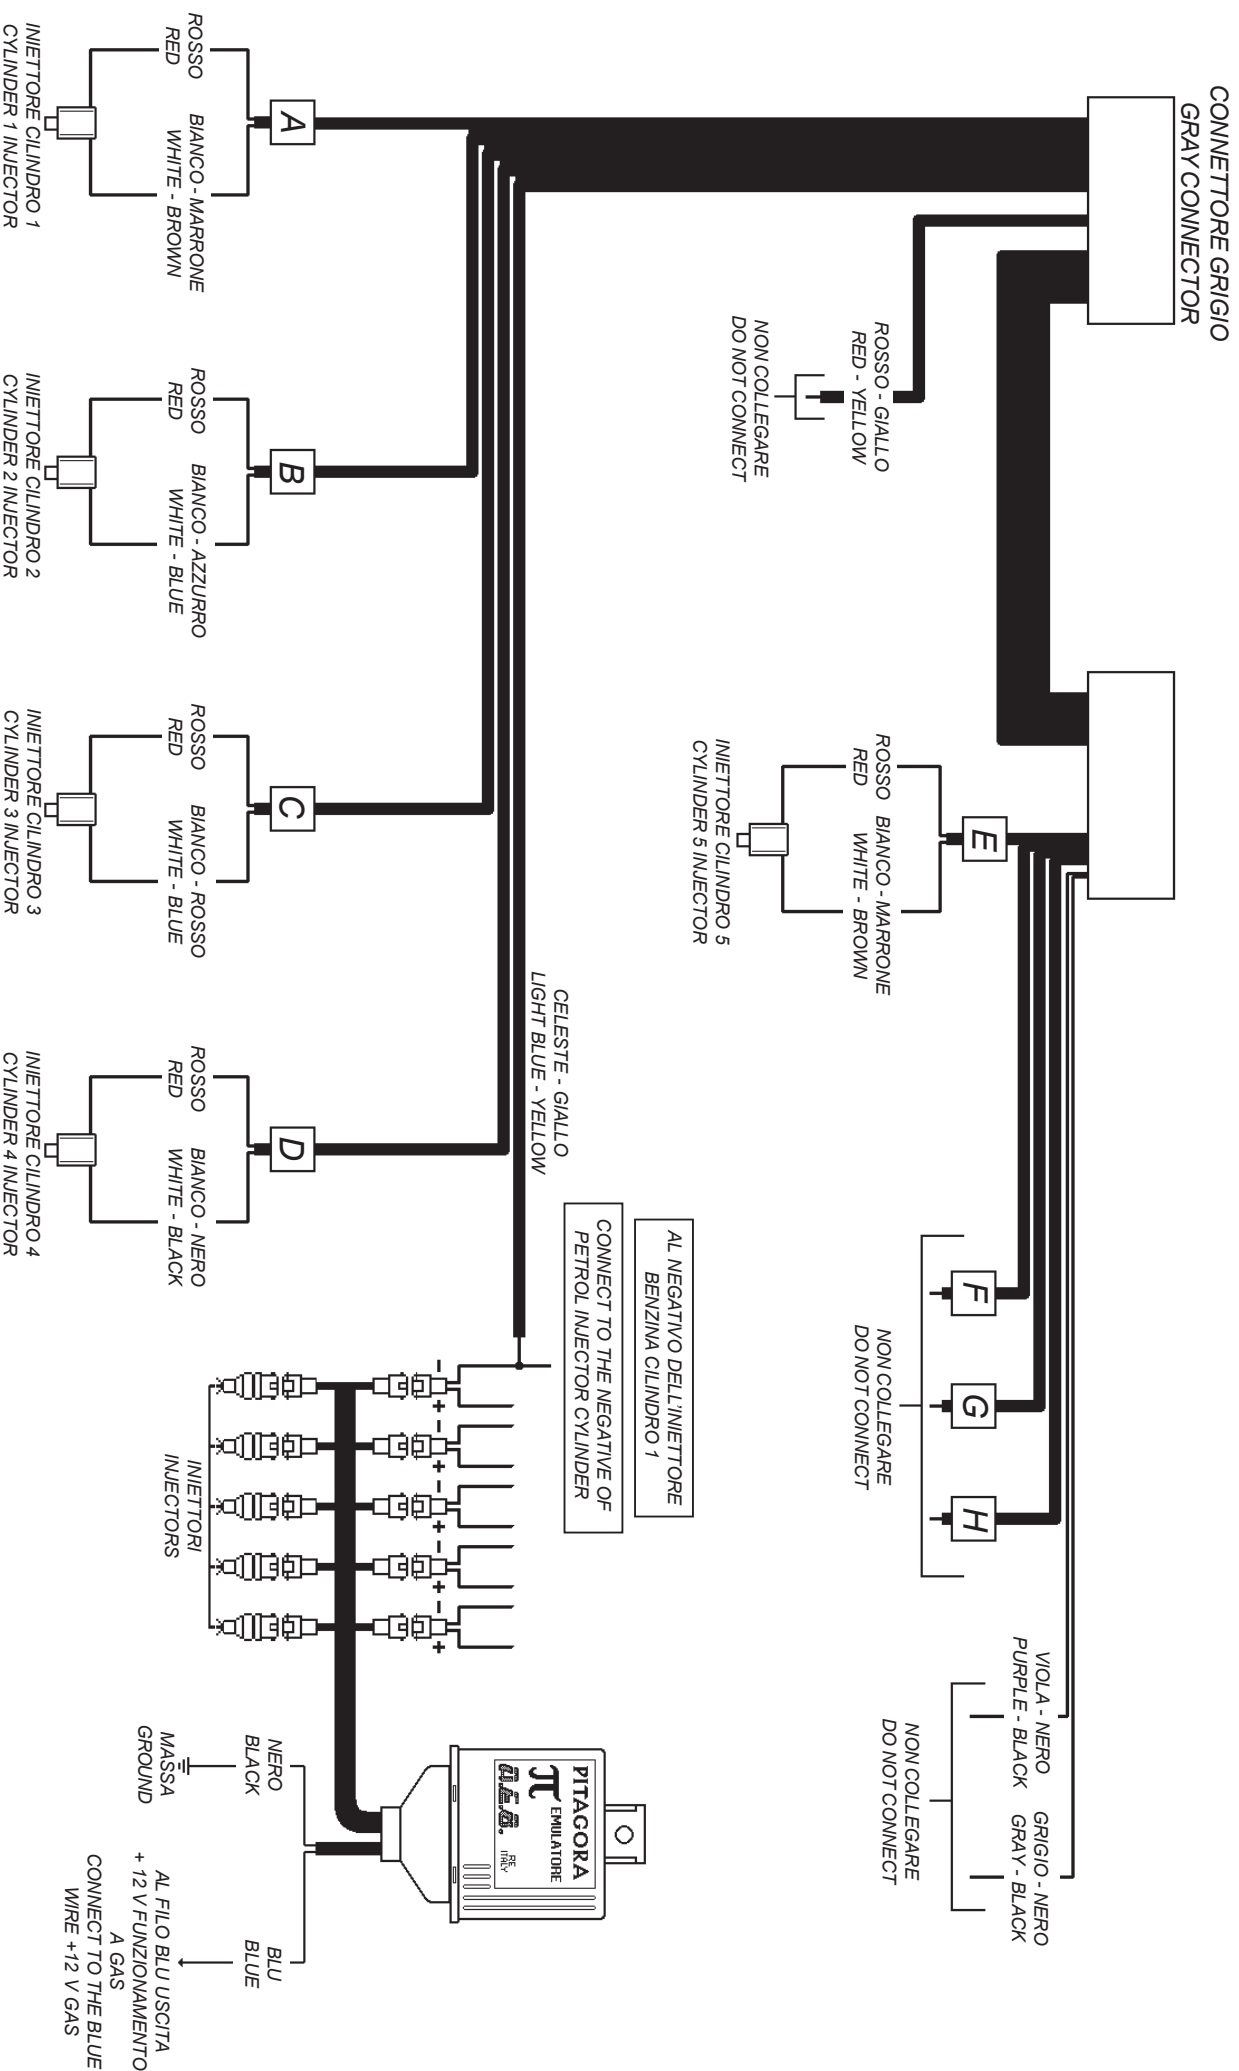 CONNETTORE GRIGIO
GRAY CONNECTOR
ROSSO - GIALLO
RED - YELLOW
NON COLLEGARE
DO NOT CONNECT
E
ROSSO
RED
BIANCO - MARRONE
WHITE - BROWN
INIETTORE CILINDRO 5
CYLINDER 5 INJECTOR
F
G
H
NON COLLEGARE
DO NOT CONNECT
VIOLA - NERO
PURPLE - BLACK
GRIGIO - NERO
GRAY - BLACK
NON COLLEGARE
DO NOT CONNECT
CELESTE - GIALLO
LIGHT BLUE - YELLOW
AL NEGATIVO DELL'INIETTORE
BENZINA CILINDRO 1
CONNECT TO THE NEGATIVE OF
PETROL INJECTOR CYLINDER
A
ROSSO
RED
BIANCO - MARRONE
WHITE - BROWN
INIETTORE CILINDRO 1
CYLINDER 1 INJECTOR
B
ROSSO
RED
BIANCO - AZZURRO
WHITE - BLUE
INIETTORE CILINDRO 2
CYLINDER 2 INJECTOR
C
ROSSO
RED
BIANCO - ROSSO
WHITE - BLUE
INIETTORE CILINDRO 3
CYLINDER 3 INJECTOR
D
ROSSO
RED
BIANCO - NERO
WHITE - BLACK
INIETTORE CILINDRO 4
CYLINDER 4 INJECTOR
- + - + - + - + - +
INIETTORI
INJECTORS
PITAGORA
π EMULATORE
A.E.B.
RE
ITALY
NERO
BLACK
MASSA
GROUND
BLU
BLUE
AL FILO BLU USCITA
+ 12 V FUNZIONAMENTO
A GAS
CONNECT TO THE BLUE
WIRE +12 V GAS